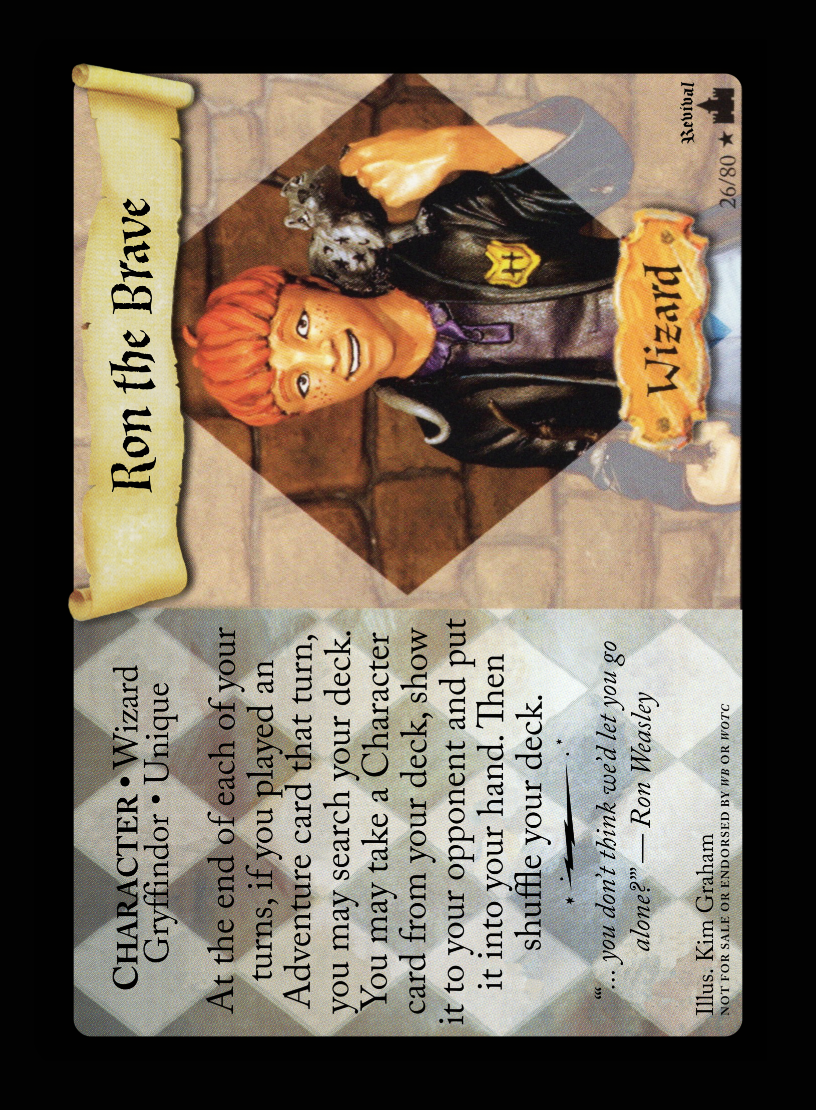 Ron the Brave
CHARACTER • Wizard
Gryffindor • Unique
At the end of each of your
turns, if you played an
Adventure card that turn,
you may search your deck.
You may take a Character
card from your deck, show
it to your opponent and put
it into your hand. Then
shuffle your deck.
“‘... you don’t think we’d let you go
alone?’” — Ron Weasley
Illus. Kim Graham
NOT FOR SALE OR ENDORSED BY WB OR WOTC
Wizard
Revival
26/80 ★